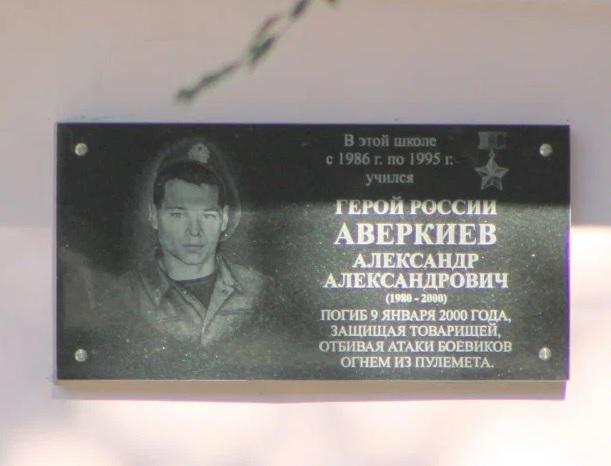 В этой школе
с 1986 г. по 1995 г.
учился
ГЕРОЙ РОССИИ
АВЕРКИЕВ
АЛЕКСАНДР
АЛЕКСАНДРОВИЧ
(1980 - 2000)
ПОГИБ 9 ЯНВАРЯ 2000 ГОДА,
ЗАЩИЩАЯ ТОВАРИЩЕЙ,
ОТБИВАЯ АТАКИ БОЕВИКОВ
ОГНЕМ ИЗ ПУЛЕМЕТА.